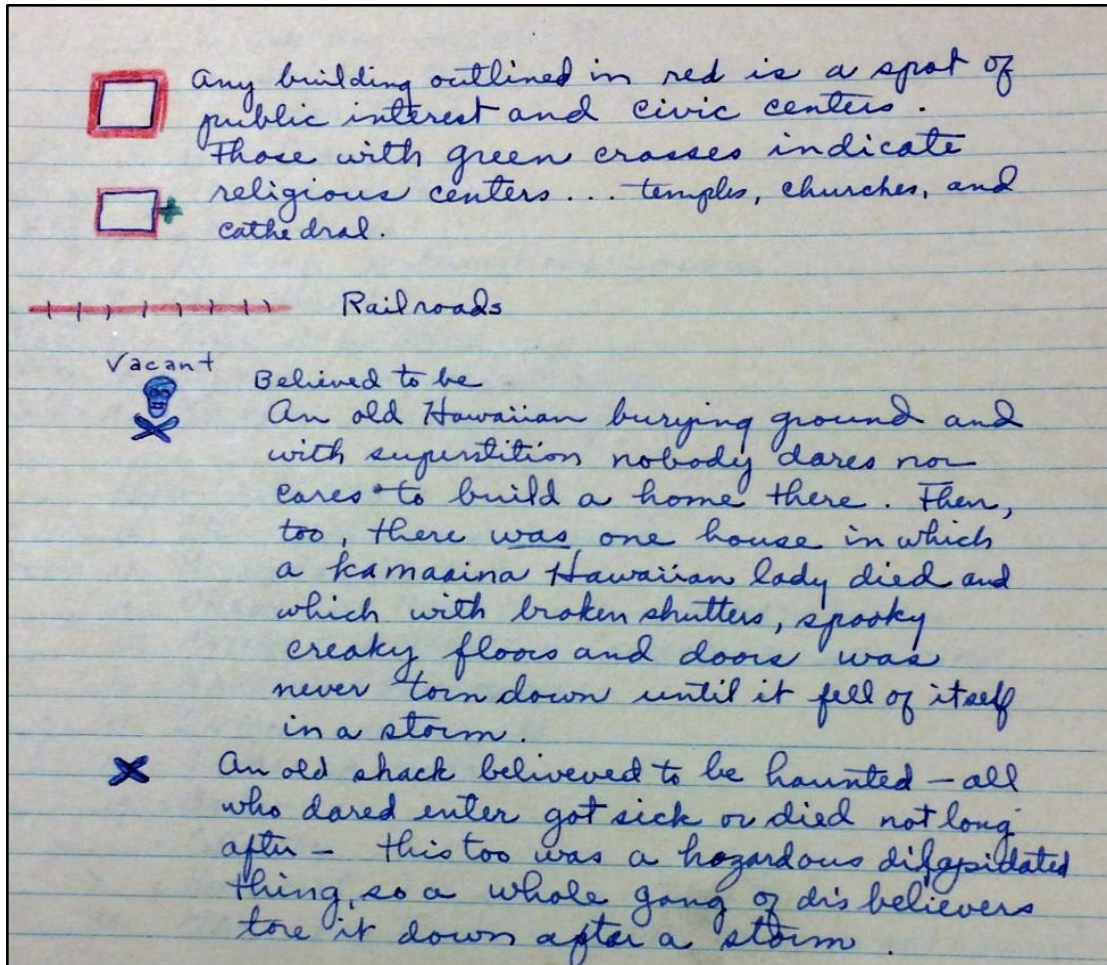 Any building outlined in red is a spot of
public interest and civic centers.
Those with green crosses indicate
religious centers... temples, churches, and
cathedral.
Railroads
Vacant
Believed to be
An old Hawaiian burying ground and
with superstition nobody dares nor
cares to build a home there. Then,
too, there was one house in which
a kamaaina Hawaiian lady died and
which with broken shutters, spooky
creaky floors and doors was
never torn down until it fell of itself
in a storm.
An old shack beliveved to be haunted - all
who dared enter got sick or died not long
after - this too was a hazardous dilapidated
thing, so a whole gang of disbelievers
tore it down after a storm.